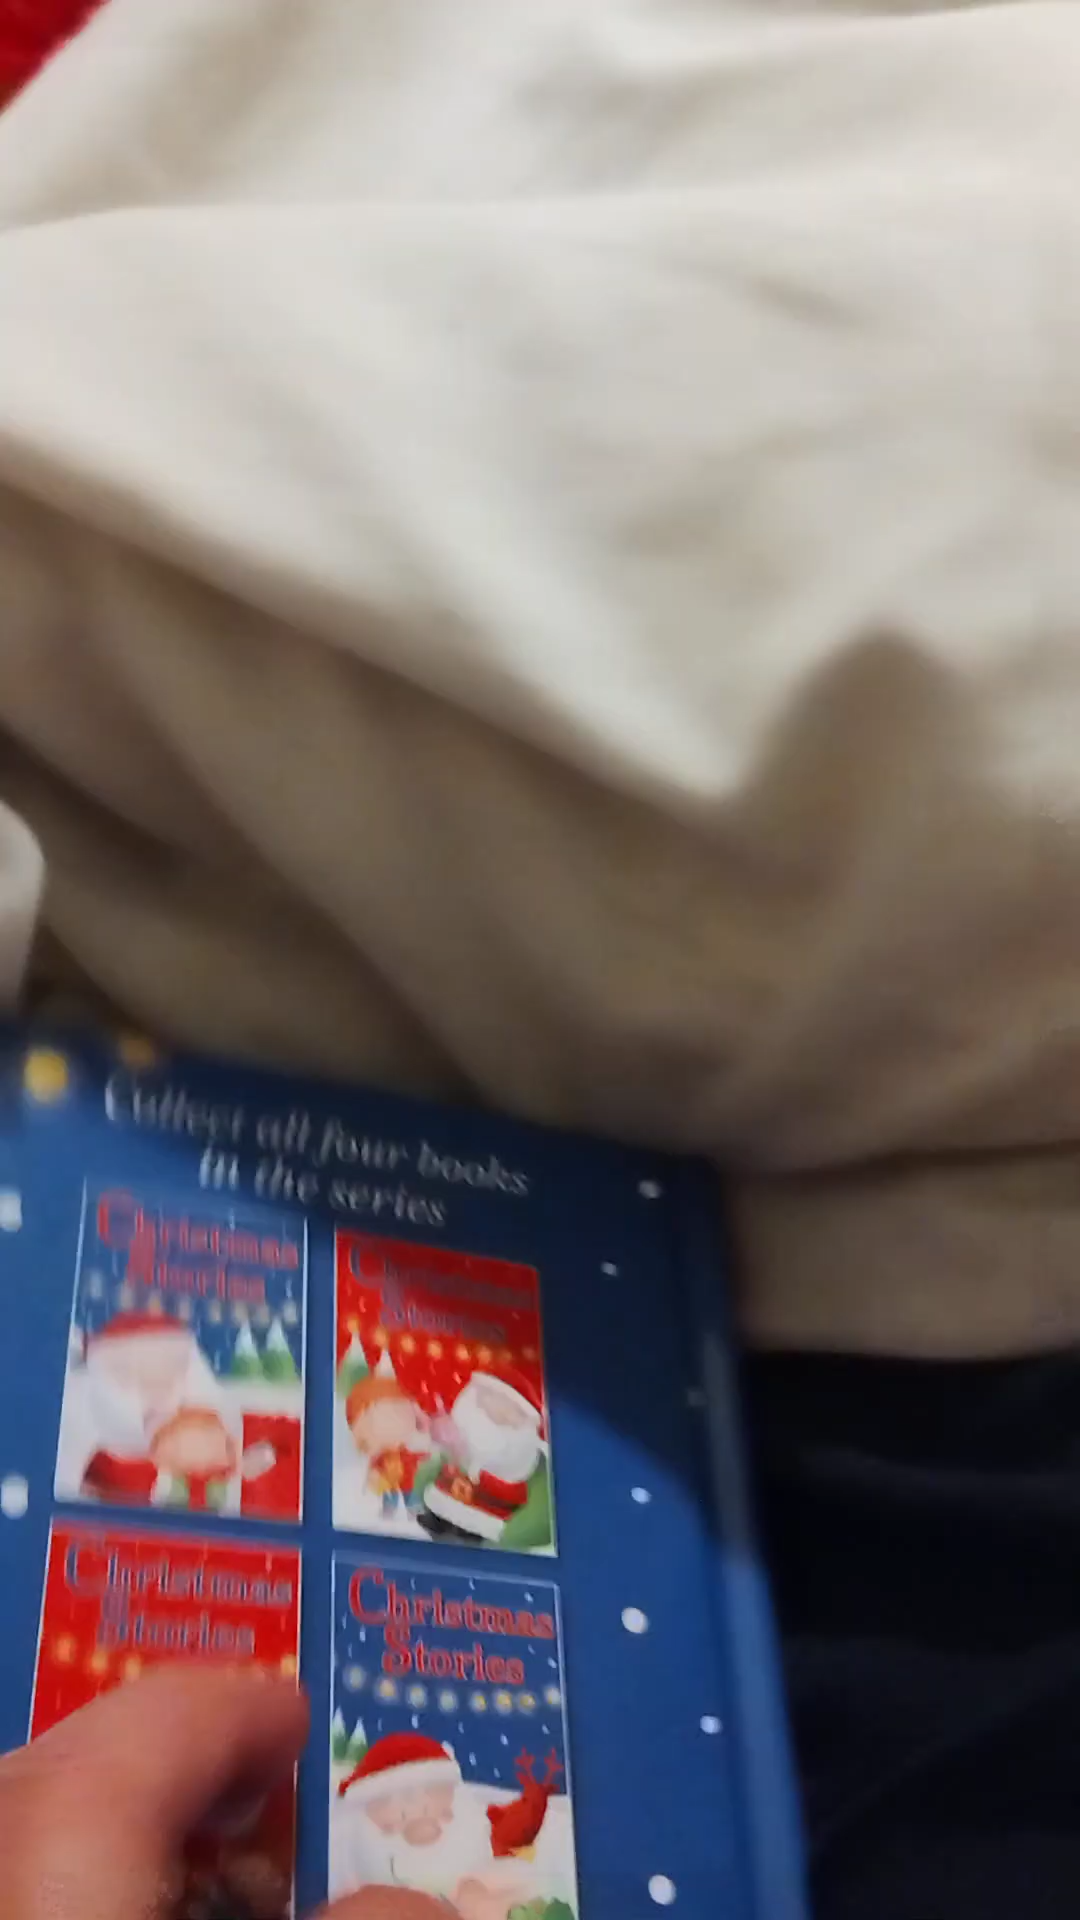 Collect all four books
in the series
Christmas
Stories
Christmas
Stories
Christmas
Stories
Christmas
Stories